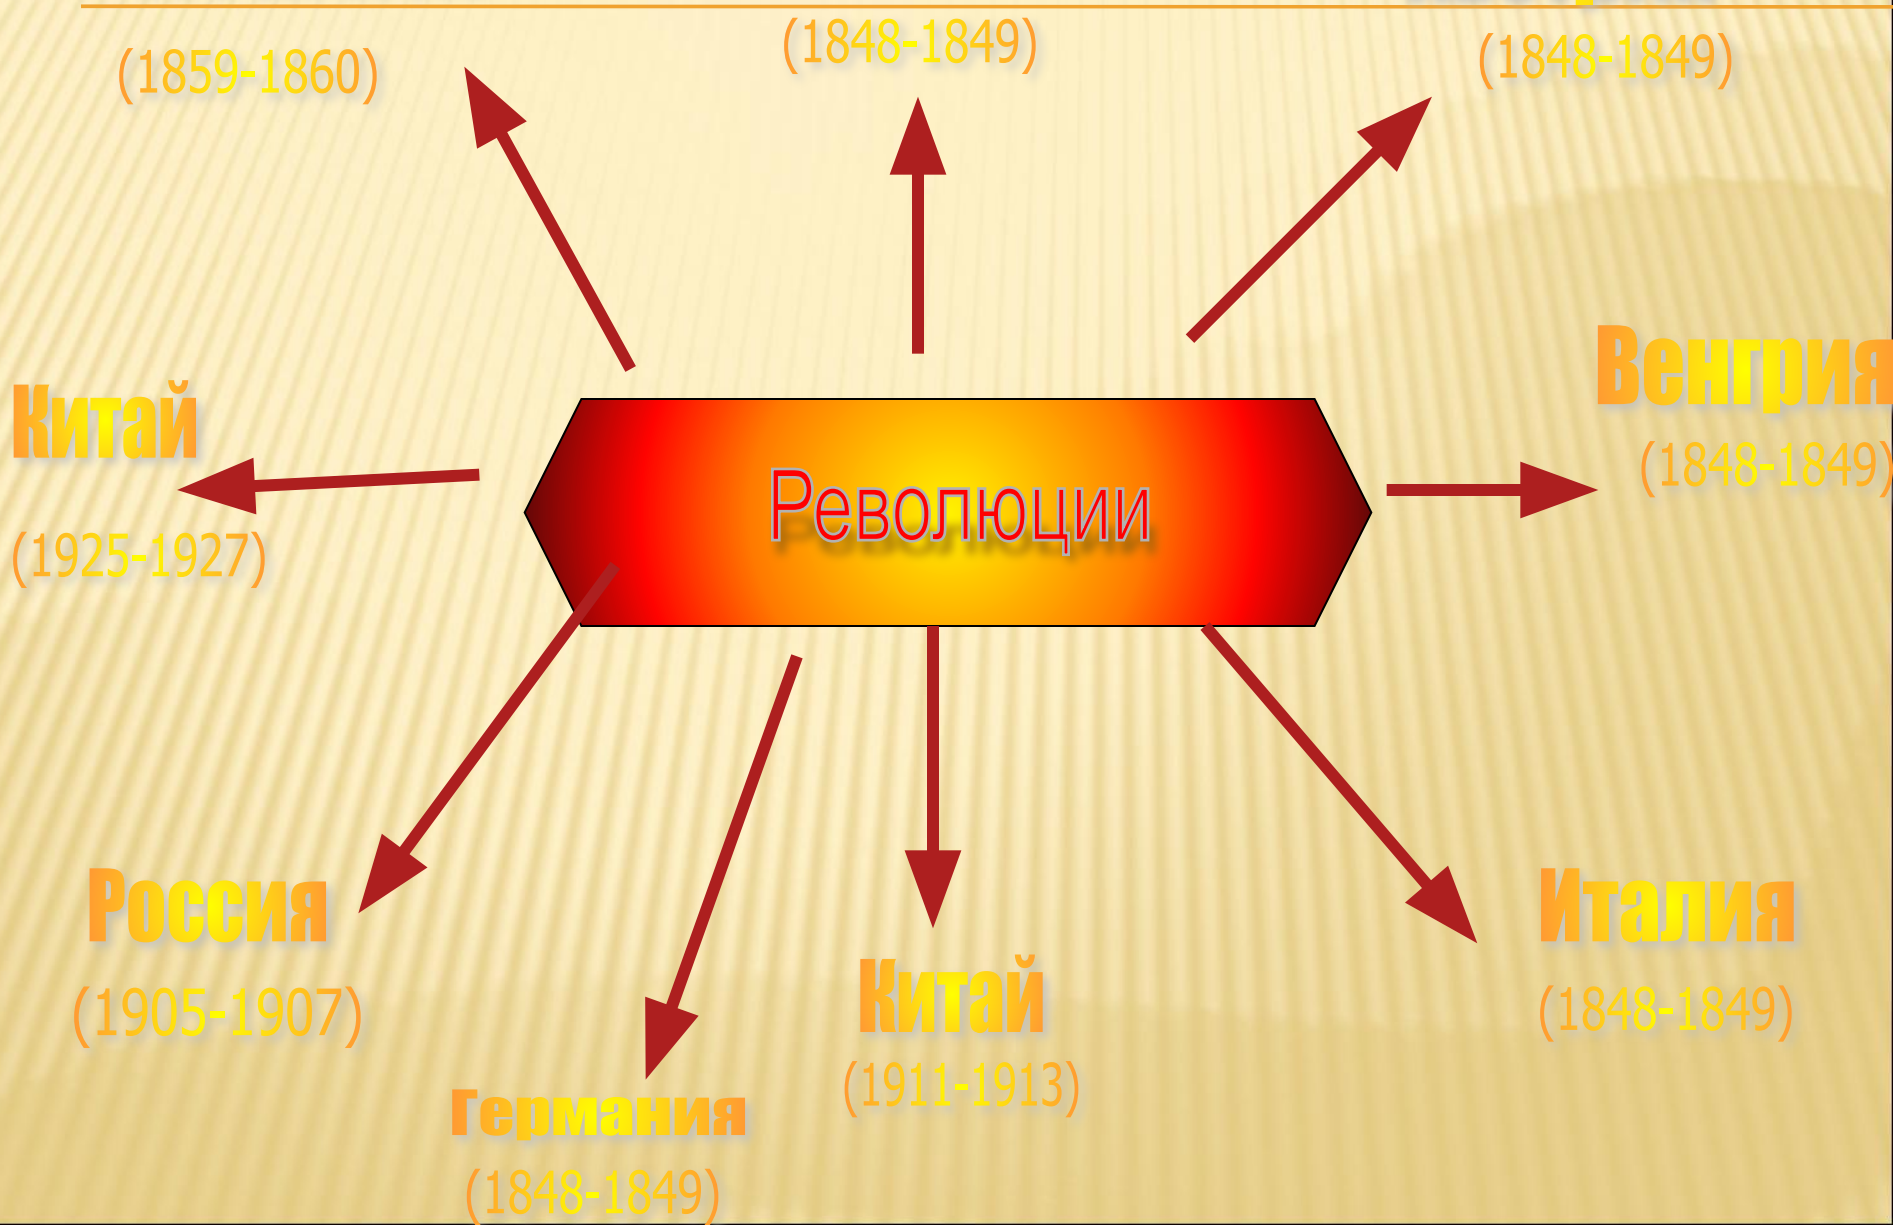 (1859-1860)
(1848-1849)
(1848-1849)
Китай
(1925-1927)
Революции
Венгрия
(1848-1849)
Россия
(1905-1907)
Германия
(1848-1849)
Китай
(1911-1913)
Италия
(1848-1849)